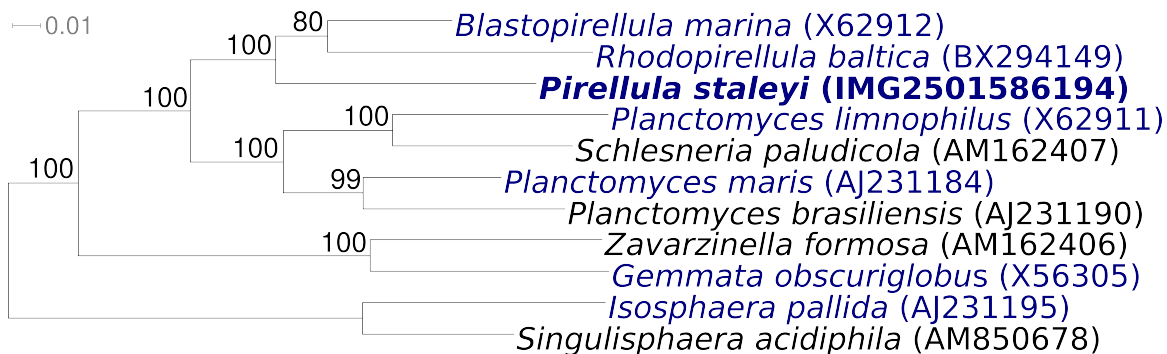 0.01
80
Blastopirellula marina (X62912)
100
Rhodopirellula baltica (BX294149)
Pirellula staleyi (IMG2501586194)
100
100
Planctomyces limnophilus (X62911)
100
Schlesneria paludicola (AM162407)
100
99
Planctomyces maris (AJ231184)
Planctomyces brasiliensis (AJ231190)
100
Zavarzinella formosa (AM162406)
Gemmata obscuriglobus (X56305)
Isosphaera pallida (AJ231195)
Singulisphaera acidiphila (AM850678)